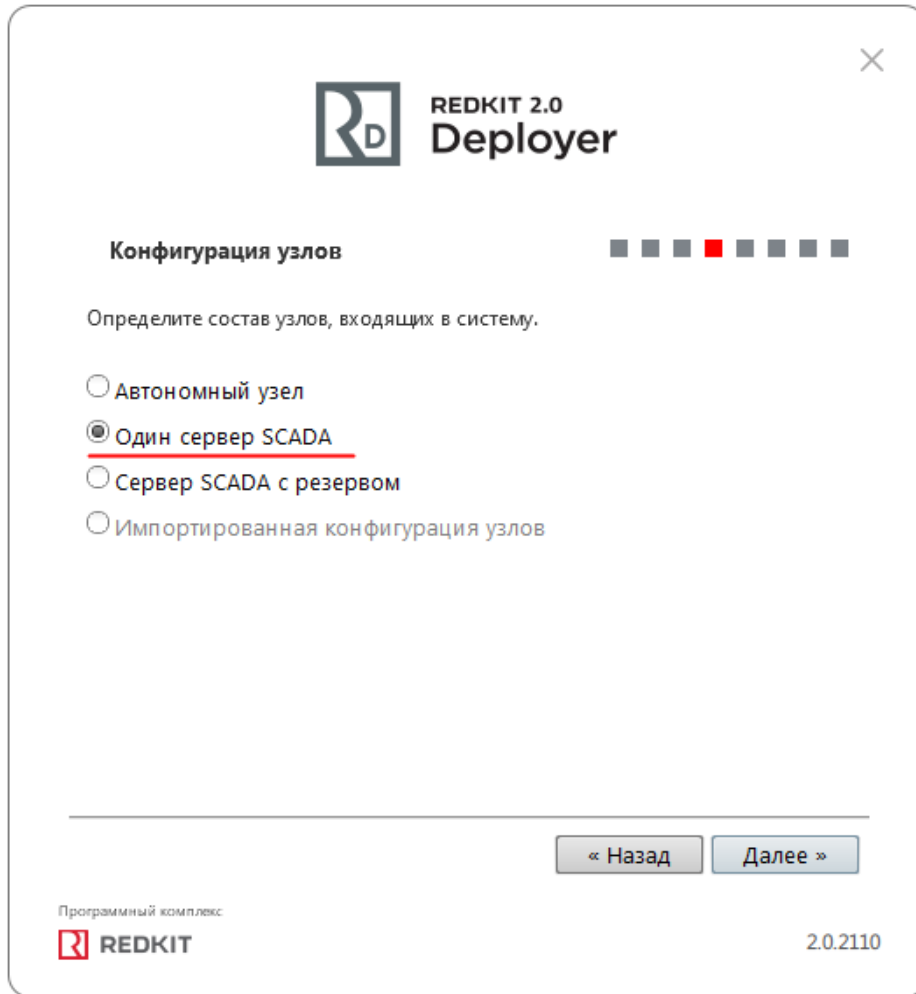 RD
REDKIT 2.0
Deployer
Конфигурация узлов
Определите состав узлов, входящих в систему.
Автономный узел
Один сервер SCADA
Сервер SCADA с резервом
Импортированная конфигурация узлов
« Назад
Далее »
Программный комплекс
REDKIT
2.0.2110